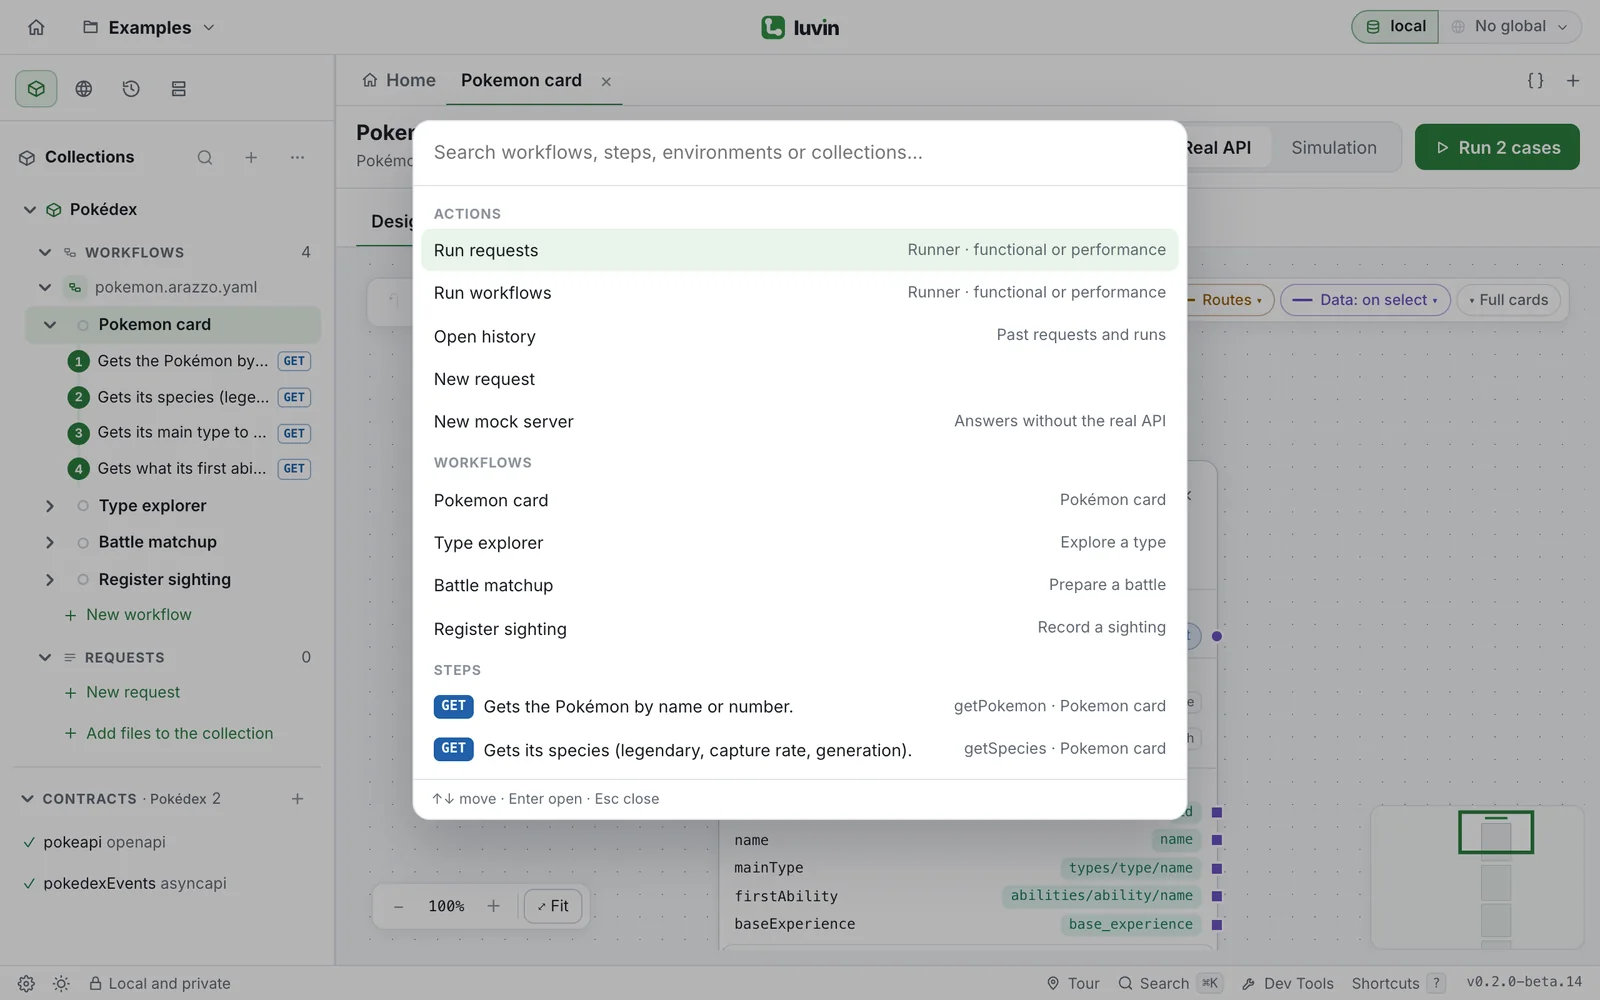 Examples
luvin
local
No global
Home
Pokemon card
Collections
Pokédex
WORKFLOWS 4
pokemon.arazzo.yaml
Pokemon card
1 Gets the Pokémon by... GET
2 Gets its species (lege... GET
3 Gets its main type to ... GET
4 Gets what its first abi... GET
Type explorer
Battle matchup
Register sighting
+ New workflow
REQUESTS 0
+ New request
+ Add files to the collection
CONTRACTS · Pokédex 2 +
pokeapi openapi
pokedexEvents asyncapi
Real API
Simulation
Run 2 cases
Routes
Data: on select
Full cards
Search workflows, steps, environments or collections...
ACTIONS
Run requests Runner · functional or performance
Run workflows Runner · functional or performance
Open history Past requests and runs
New request
New mock server Answers without the real API
WORKFLOWS
Pokemon card Pokémon card
Type explorer Explore a type
Battle matchup Prepare a battle
Register sighting Record a sighting
STEPS
GET Gets the Pokémon by name or number. getPokemon · Pokemon card
GET Gets its species (legendary, capture rate, generation). getSpecies · Pokemon card
↑↓ move · Enter open · Esc close
name name
mainType types/type/name
firstAbility abilities/ability/name
baseExperience base_experience
− 100% + Fit
Local and private
Tour
Search ⌘K
Dev Tools
Shortcuts ?
v0.2.0-beta.14